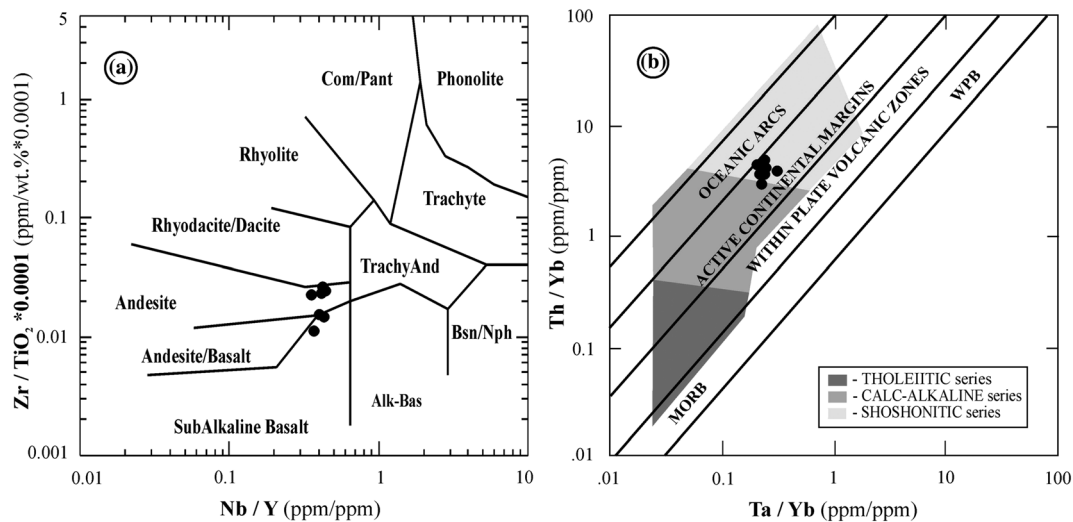 (a)
5
1
0.1
0.01
0.001
Zr / TiO2 *0.0001 (ppm/wt.%*0.0001)
Com/Pant
Phonolite
Rhyolite
Trachyte
Rhyodacite/Dacite
TrachyAnd
Andesite
Bsn/Nph
Andesite/Basalt
Alk-Bas
SubAlkaline Basalt
0.01
0.1
1
10
Nb / Y (ppm/ppm)
(b)
100
10
1
0.1
.01
Th / Yb (ppm/ppm)
OCEANIC ARCS
ACTIVE CONTINENTAL MARGINS
WITHIN PLATE VOLCANIC ZONES
WPB
MORB
- THOLEIITIC series
- CALC-ALKALINE series
- SHOSHONITIC series
.01
0.1
1
10
100
Ta / Yb (ppm/ppm)